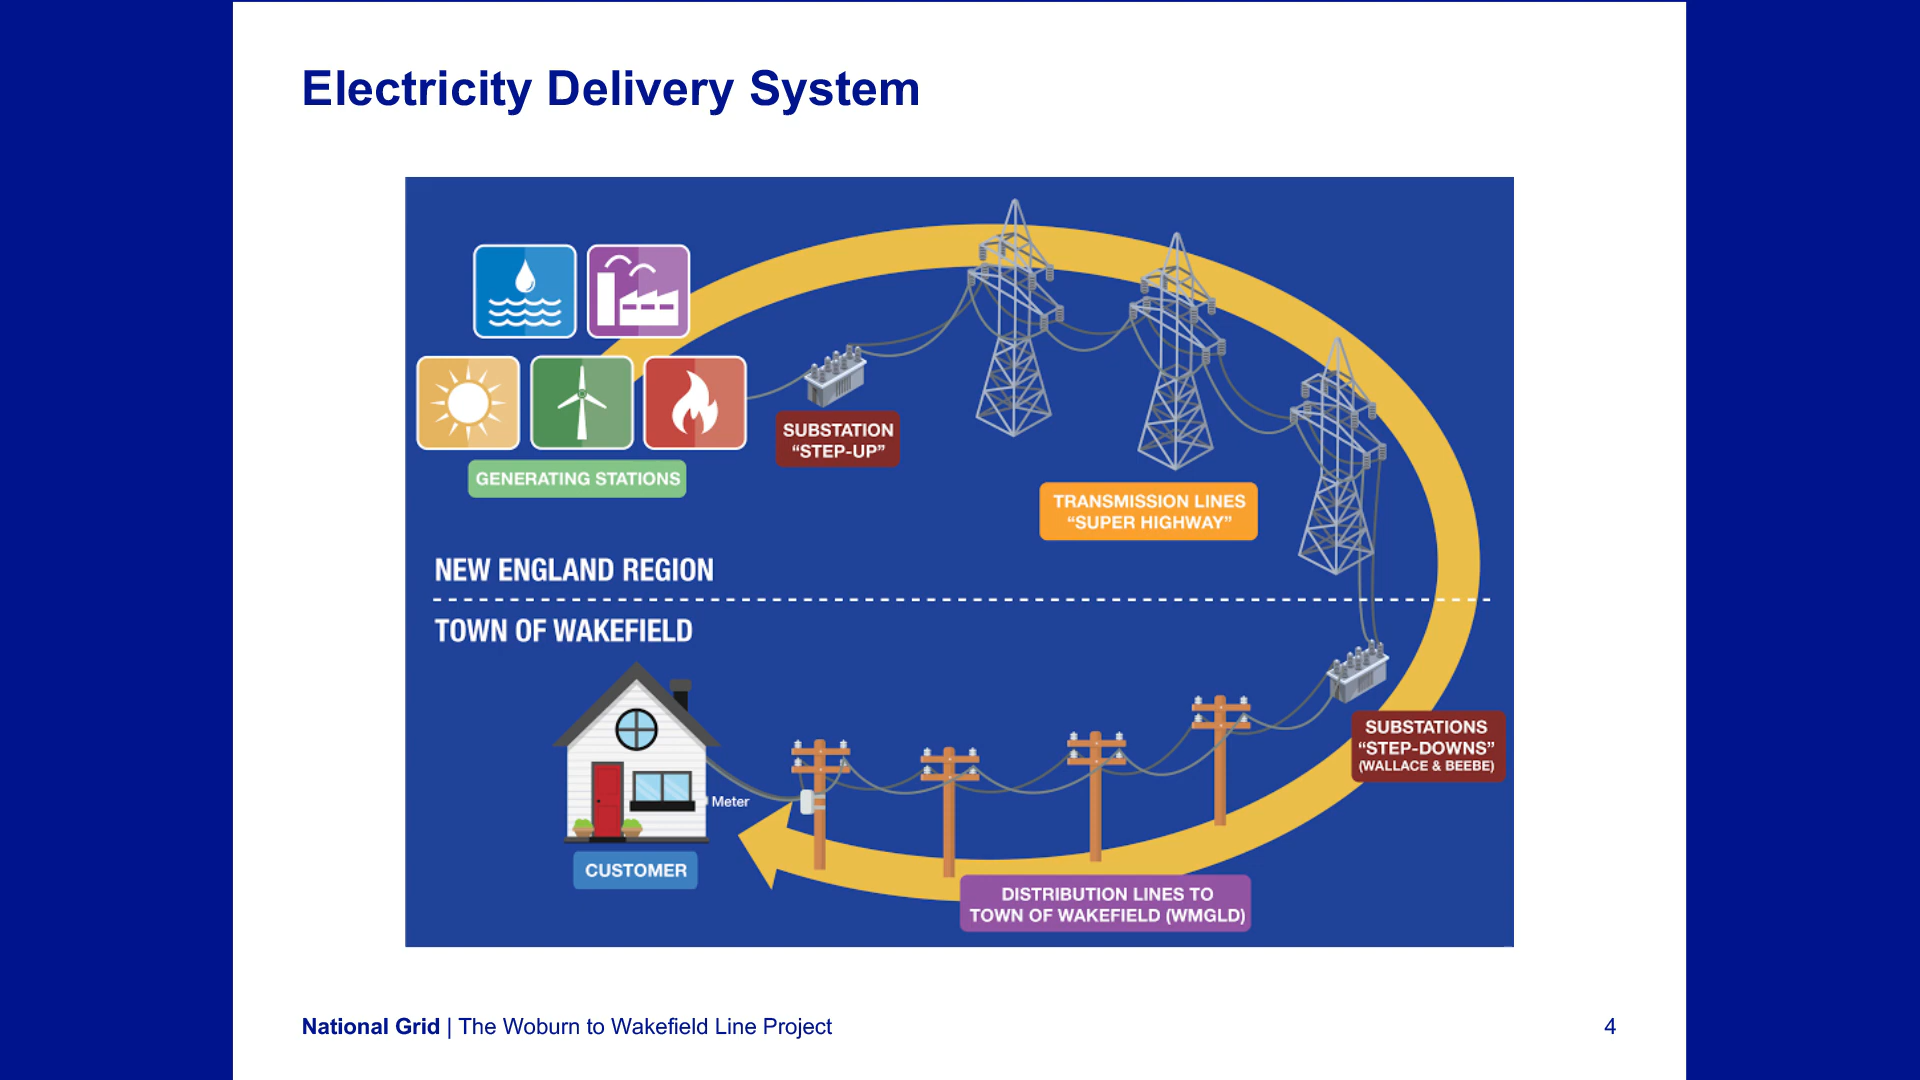 Electricity Delivery System
SUBSTATION
“STEP-UP”
GENERATING STATIONS
TRANSMISSION LINES
“SUPER HIGHWAY”
NEW ENGLAND REGION
TOWN OF WAKEFIELD
SUBSTATIONS
“STEP-DOWNS”
(WALLACE & BEEBE)
Meter
CUSTOMER
DISTRIBUTION LINES TO
TOWN OF WAKEFIELD (WMGLD)
National Grid | The Woburn to Wakefield Line Project
4